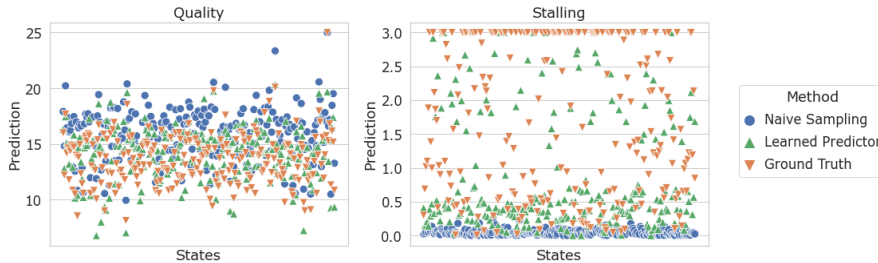 Quality
25
20
15
10
Prediction
States
Stalling
3.0
2.5
2.0
1.5
1.0
0.5
0.0
Prediction
States
Method
Naive Sampling
Learned Predictor
Ground Truth